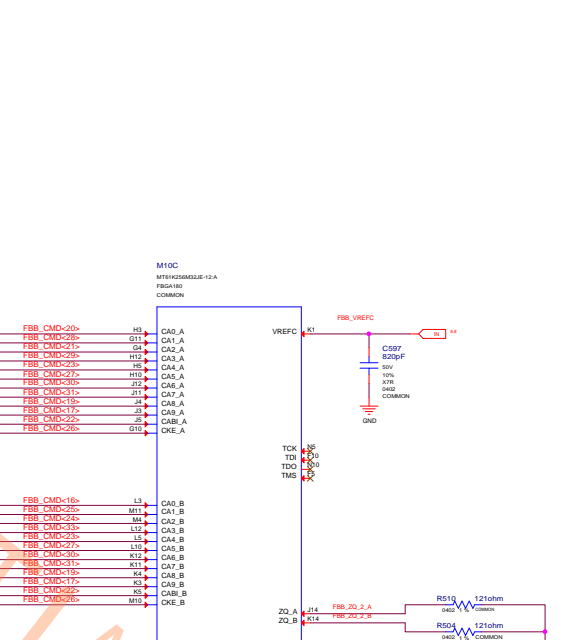 M10C
MT61K256M32JE-12:A
FBGA180
COMMON
FBB_VREFC
FBB_CMD<20> H3 CA0_A VREFC K1 IN
FBB_CMD<28> G11 CA1_A
FBB_CMD<21> G4 CA2_A
FBB_CMD<29> H12 CA3_A
FBB_CMD<23> H5 CA4_A
FBB_CMD<27> H10 CA5_A
FBB_CMD<30> J12 CA6_A
FBB_CMD<31> J11 CA7_A
FBB_CMD<19> J4 CA8_A
FBB_CMD<17> J3 CA9_A
FBB_CMD<22> J5 CABI_A
FBB_CMD<26> G10 CKE_A
C597
820pF
50V
10%
X7R
0402
COMMON
GND
TCK N5
TDI F10
TDO N10
TMS F5
FBB_CMD<16> L3 CA0_B
FBB_CMD<25> M11 CA1_B
FBB_CMD<24> M4 CA2_B
FBB_CMD<33> L12 CA3_B
FBB_CMD<23> L5 CA4_B
FBB_CMD<27> L10 CA5_B
FBB_CMD<30> K12 CA6_B
FBB_CMD<31> K11 CA7_B
FBB_CMD<19> K4 CA8_B
FBB_CMD<17> K3 CA9_B
FBB_CMD<22> K5 CABI_B
FBB_CMD<26> M10 CKE_B
ZQ_A J14 FBB_ZQ_2_A
ZQ_B K14 FBB_ZQ_2_B
R510 121ohm
0402 1 % COMMON
R504 121ohm
0402 1 % COMMON